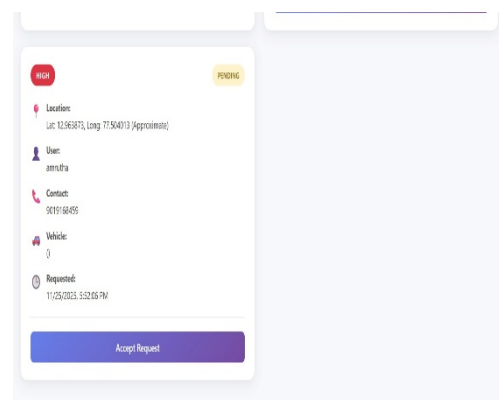 HIGH
PENDING
Location:
Lat: 12.963873, Long: 77.504013 (Approximate)
User:
amrutha
Contact:
9019168459
Vehicle:
()
Requested:
11/25/2025, 5:52:06 PM
Accept Request